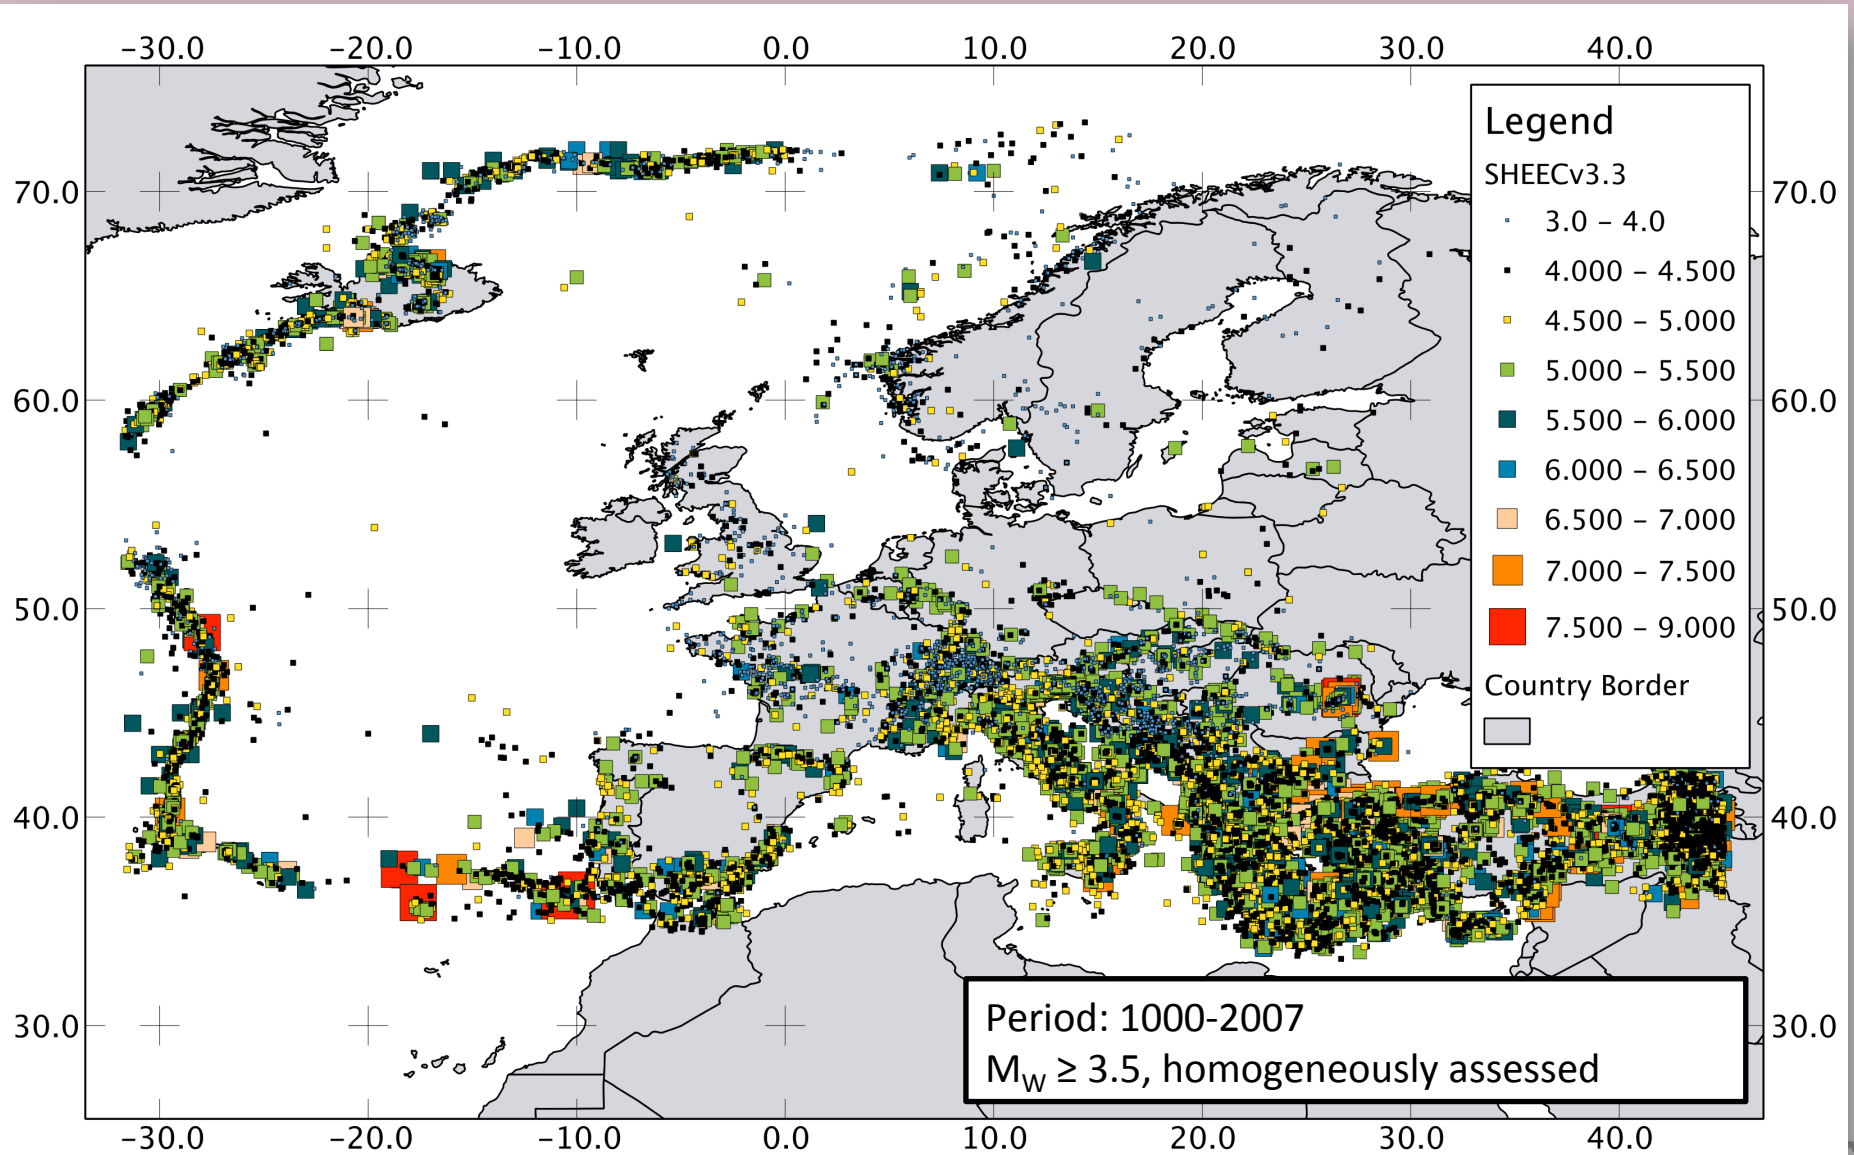 −30.0 −20.0 −10.0 0.0 10.0 20.0 30.0 40.0
Legend
SHEECv3.3
3.0 – 4.0
4.000 – 4.500
4.500 – 5.000
5.000 – 5.500
5.500 – 6.000
6.000 – 6.500
6.500 – 7.000
7.000 – 7.500
7.500 – 9.000
Country Border
70.0 70.0
60.0 60.0
50.0 50.0
40.0 40.0
30.0 30.0
Period: 1000-2007
MW ≥ 3.5, homogeneously assessed
−30.0 −20.0 −10.0 0.0 10.0 20.0 30.0 40.0